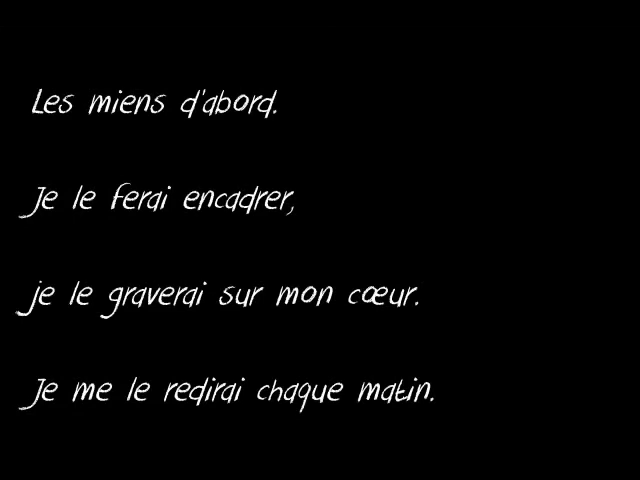 Les miens d'abord.
Je le ferai encadrer,
je le graverai sur mon cœur.
Je me le redirai chaque matin.